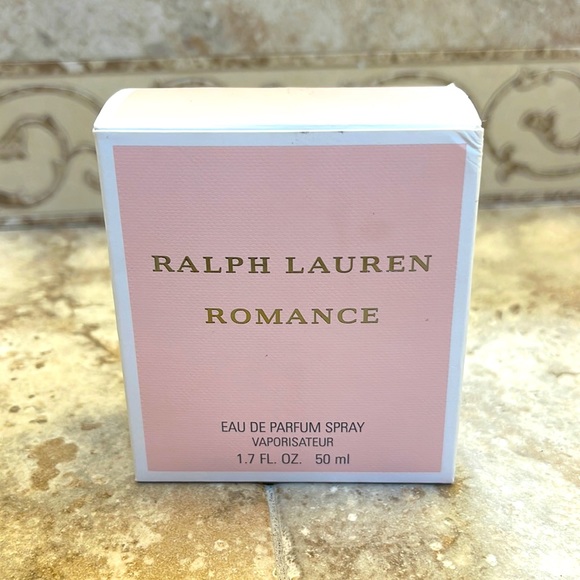 RALPH LAUREN
ROMANCE
EAU DE PARFUM SPRAY
VAPORISATEUR
1.7 FL. OZ. 50 ml